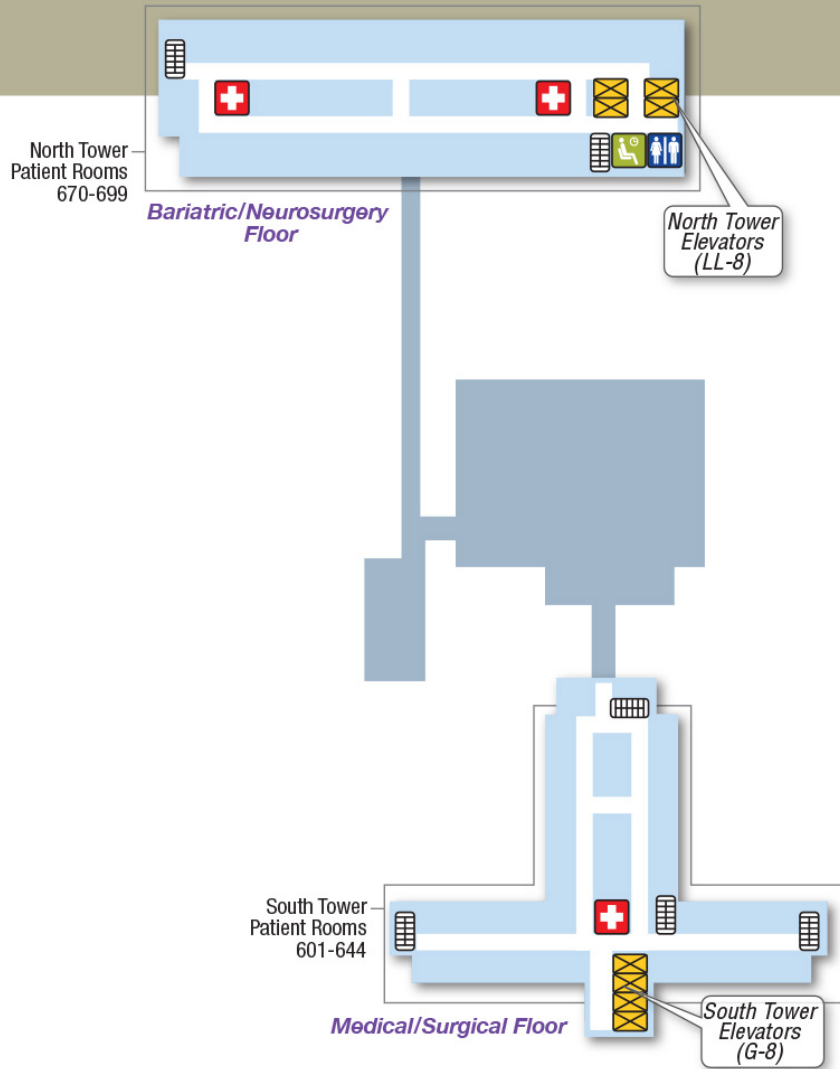 North Tower
Patient Rooms
670-699
Bariatric/Neurosurgery
Floor
North Tower
Elevators
(LL-8)
South Tower
Patient Rooms
601-644
Medical/Surgical Floor
South Tower
Elevators
(G-8)